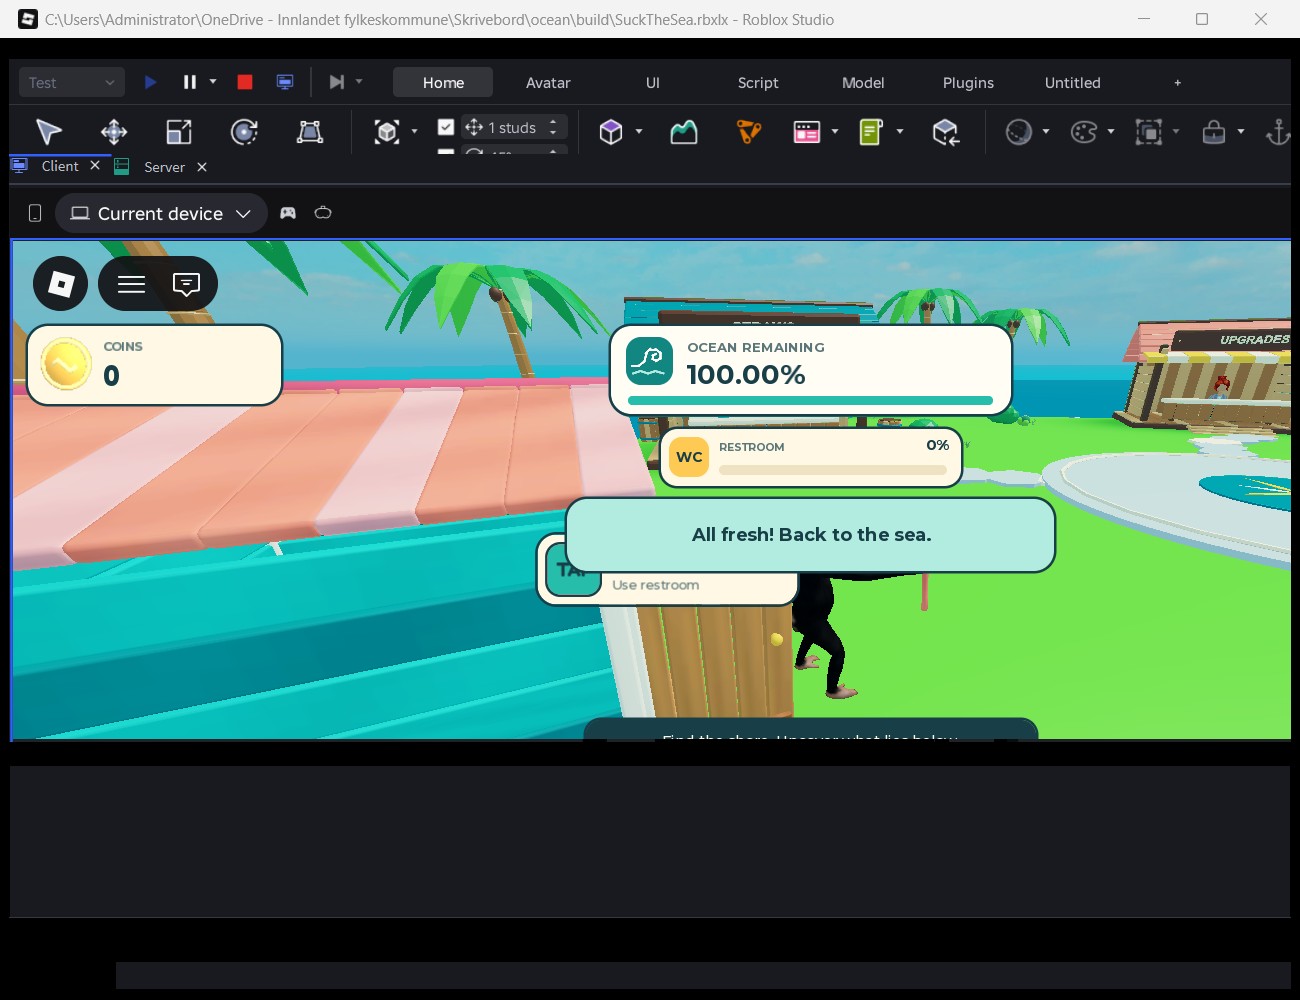 C:\Users\Administrator\OneDrive - Innlandet fylkeskommune\Skrivebord\ocean\build\SuckTheSea.rbxlx - Roblox Studio
Test
Home
Avatar
UI
Script
Model
Plugins
Untitled
+
1 studs
Client
Server
Current device
COINS
0
OCEAN REMAINING
100.00%
UPGRADES
WC
RESTROOM
0%
All fresh! Back to the sea.
Use restroom